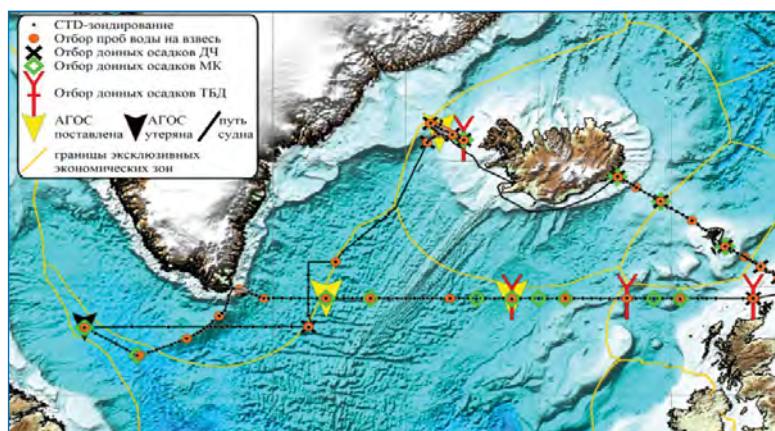 CTD-зондирование
Отбор проб воды на взвесь
Отбор донных осадков ДЧ
Отбор донных осадков МК
Отбор донных осадков ТБД
АГОС поставлена
АГОС утеряна
путь судна
границы эксклюзивных
экономических зон